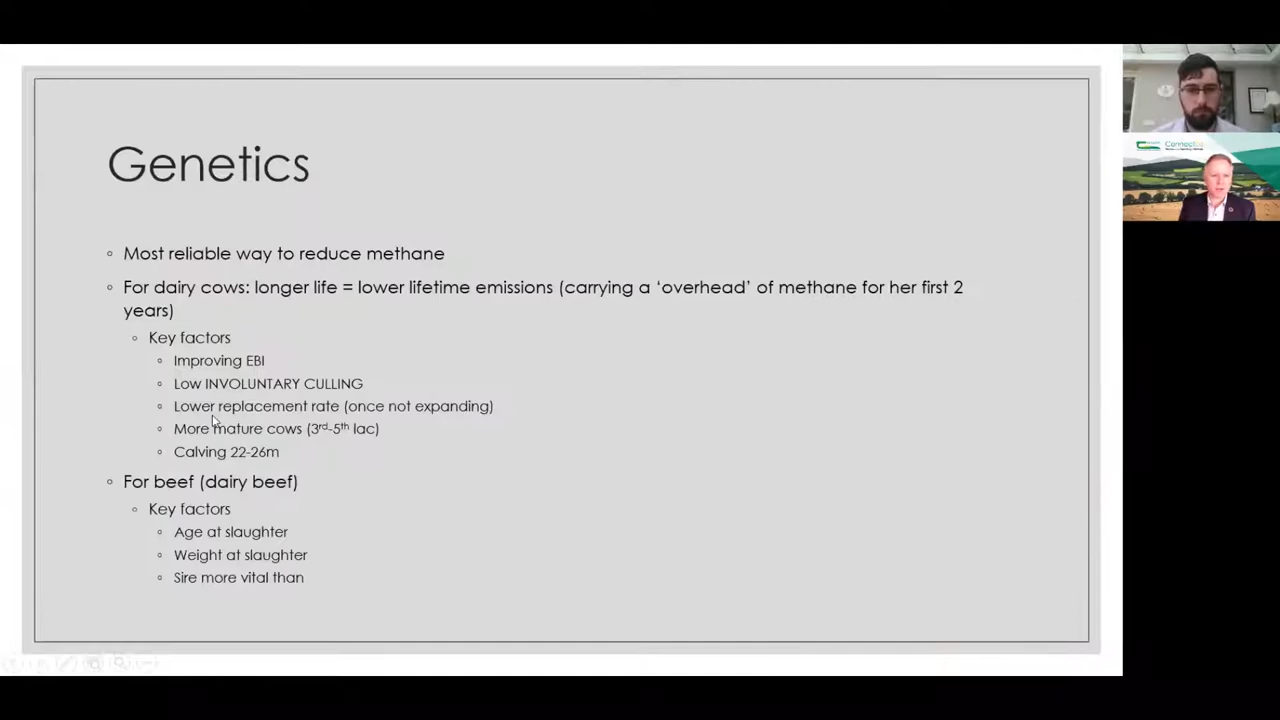 Genetics
Most reliable way to reduce methane
For dairy cows: longer life = lower lifetime emissions (carrying a ‘overhead’ of methane for her first 2
years)
Key factors
Improving EBI
Low INVOLUNTARY CULLING
Lower replacement rate (once not expanding)
More mature cows (3rd-5th lac)
Calving 22-26m
For beef (dairy beef)
Key factors
Age at slaughter
Weight at slaughter
Sire more vital than